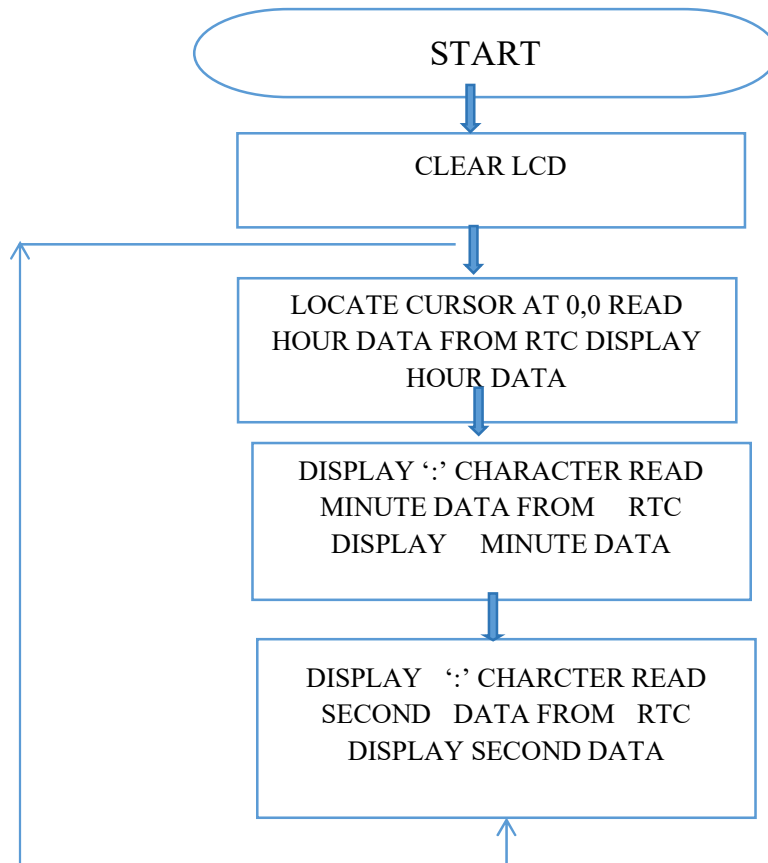 START
CLEAR LCD
LOCATE CURSOR AT 0,0 READ
HOUR DATA FROM RTC DISPLAY
HOUR DATA
DISPLAY ‘:’ CHARACTER READ
MINUTE DATA FROM RTC
DISPLAY MINUTE DATA
DISPLAY ‘:’ CHARCTER READ
SECOND DATA FROM RTC
DISPLAY SECOND DATA